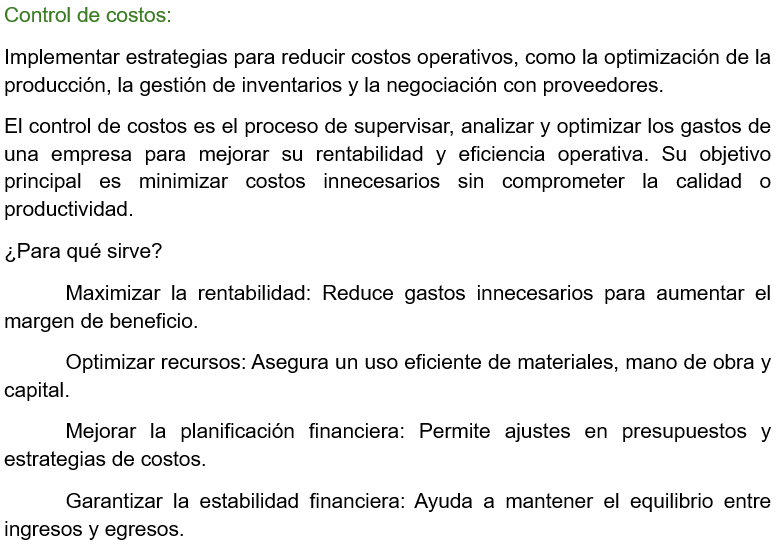 Control de costos:
Implementar estrategias para reducir costos operativos, como la optimización de la
producción, la gestión de inventarios y la negociación con proveedores.
El control de costos es el proceso de supervisar, analizar y optimizar los gastos de
una empresa para mejorar su rentabilidad y eficiencia operativa. Su objetivo
principal es minimizar costos innecesarios sin comprometer la calidad o
productividad.
¿Para qué sirve?
Maximizar la rentabilidad: Reduce gastos innecesarios para aumentar el
margen de beneficio.
Optimizar recursos: Asegura un uso eficiente de materiales, mano de obra y
capital.
Mejorar la planificación financiera: Permite ajustes en presupuestos y
estrategias de costos.
Garantizar la estabilidad financiera: Ayuda a mantener el equilibrio entre
ingresos y egresos.